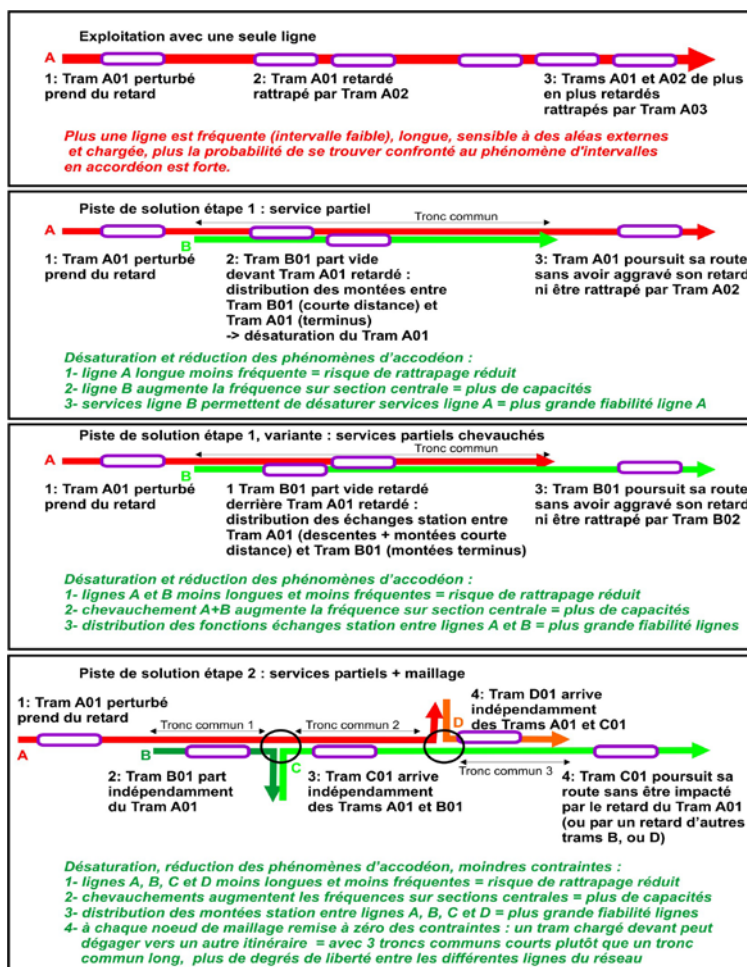 Exploitation avec une seule ligne
A
1: Tram A01 perturbé
prend du retard
2: Tram A01 retardé
rattrapé par Tram A02
3: Trams A01 et A02 de plus
en plus retardés
rattrapés par Tram A03
Plus une ligne est fréquente (intervalle faible), longue, sensible à des aléas externes
et chargée, plus la probabilité de se trouver confronté au phénomène d'intervalles
en accordéon est forte.
Piste de solution étape 1 : service partiel
Tronc commun
A
B
1: Tram A01 perturbé
prend du retard
2: Tram B01 part vide
devant Tram A01 retardé :
distribution des montées entre
Tram B01 (courte distance) et
Tram A01 (terminus)
-> désaturation du Tram A01
3: Tram A01 poursuit sa route
sans avoir aggravé son retard
ni être rattrapé par Tram A02
Désaturation et réduction des phénomènes d'accodéon :
1- ligne A longue moins fréquente = risque de rattrapage réduit
2- ligne B augmente la fréquence sur section centrale = plus de capacités
3- services ligne B permettent de désaturer services ligne A = plus grande fiabilité ligne A
Piste de solution étape 1, variante : services partiels chevauchés
Tronc commun
A
B
1: Tram A01 perturbé
prend du retard
1 Tram B01 part vide retardé
derrière Tram A01 retardé :
distribution des échanges station entre
Tram A01 (descentes + montées courte
distance) et Tram B01 (montées terminus)
3: Tram B01 poursuit sa route
sans avoir aggravé son retard
ni être rattrapé par Tram B02
Désaturation et réduction des phénomènes d'accodéon :
1- lignes A et B moins longues et moins fréquentes = risque de rattrapage réduit
2- chevauchement A+B augmente la fréquence sur section centrale = plus de capacités
3- distribution des fonctions échanges station entre lignes A et B = plus grande fiabilité lignes
Piste de solution étape 2 : services partiels + maillage
1: Tram A01 perturbé
prend du retard
4: Tram D01 arrive
indépendamment
des Trams A01 et C01
Tronc commun 1
Tronc commun 2
D
A
B
C
Tronc commun 3
2: Tram B01 part
indépendamment
du Tram A01
3: Tram C01 arrive
indépendamment
des Trams A01 et B01
4: Tram C01 poursuit sa
route sans être impacté
par le retard du Tram A01
(ou par un retard d'autres
trams B, ou D)
Désaturation, réduction des phénomènes d'accodéon, moindres contraintes :
1- lignes A, B, C et D moins longues et moins fréquentes = risque de rattrapage réduit
2- chevauchements augmentent les fréquences sur sections centrales = plus de capacités
3- distribution des montées station entre lignes A, B, C et D = plus grande fiabilité lignes
4- à chaque noeud de maillage remise à zéro des contraintes : un tram chargé devant peut
dégager vers un autre itinéraire = avec 3 troncs communs courts plutôt que un tronc
commun long, plus de degrés de liberté entre les différentes lignes du réseau